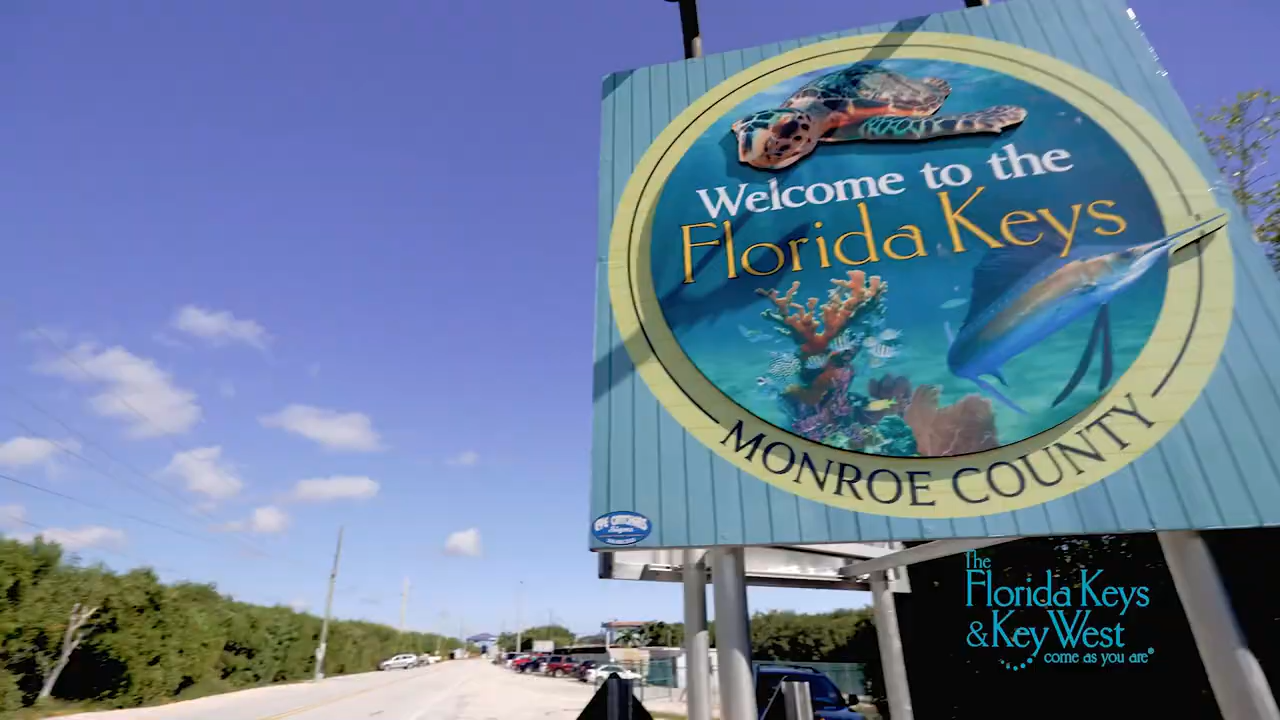 Welcome to the
Florida Keys
MONROE COUNTY
The
Florida Keys
& Key West
come as you are®